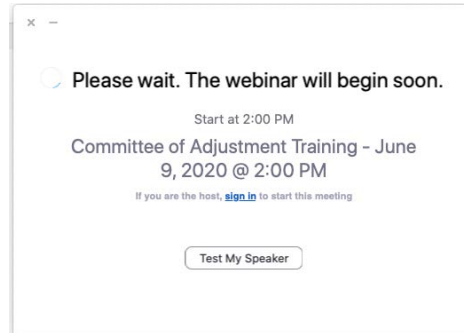 Please wait. The webinar will begin soon.
Start at 2:00 PM
Committee of Adjustment Training - June
9, 2020 @ 2:00 PM
If you are the host, sign in to start this meeting
Test My Speaker